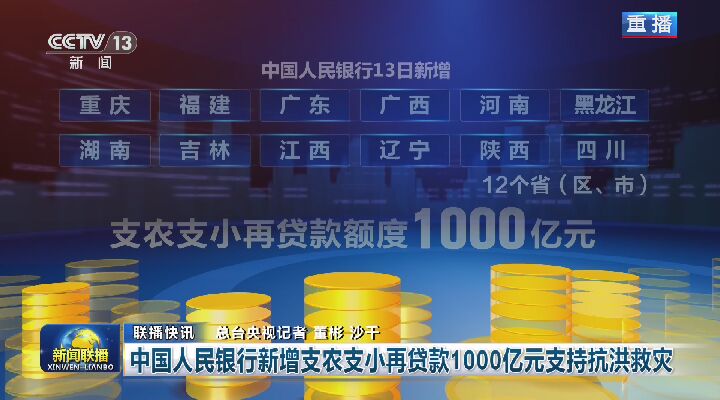 CCTV 13
新闻
重播
中国人民银行13日新增
重庆 福建 广东 广西 河南 黑龙江
湖南 吉林 江西 辽宁 陕西 四川
12个省（区、市）
支农支小再贷款额度1000亿元
联播快讯 总台央视记者 董彬 沙千
新闻联播
XINWEN-LIANBO
中国人民银行新增支农支小再贷款1000亿元支持抗洪救灾